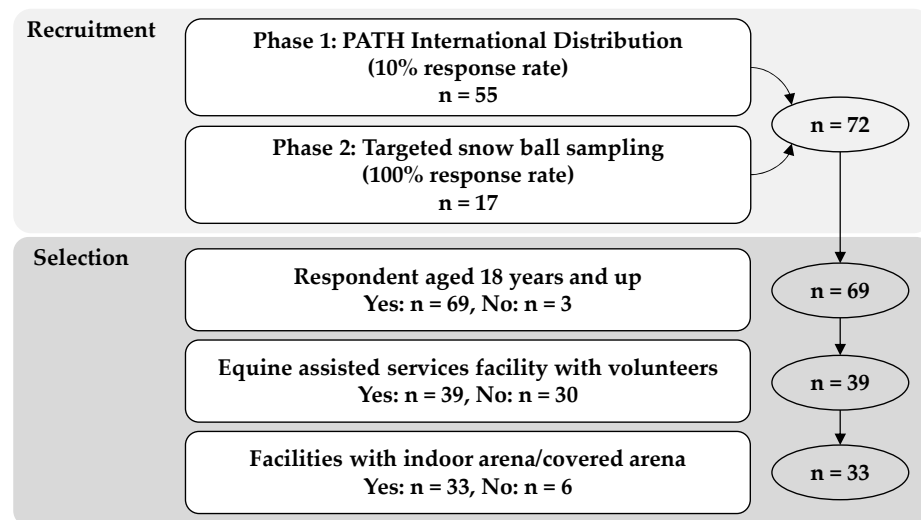 Recruitment
Phase 1: PATH International Distribution
(10% response rate)
n = 55
n = 72
Phase 2: Targeted snow ball sampling
(100% response rate)
n = 17
Selection
Respondent aged 18 years and up
Yes: n = 69, No: n = 3
n = 69
Equine assisted services facility with volunteers
Yes: n = 39, No: n = 30
n = 39
Facilities with indoor arena/covered arena
Yes: n = 33, No: n = 6
n = 33